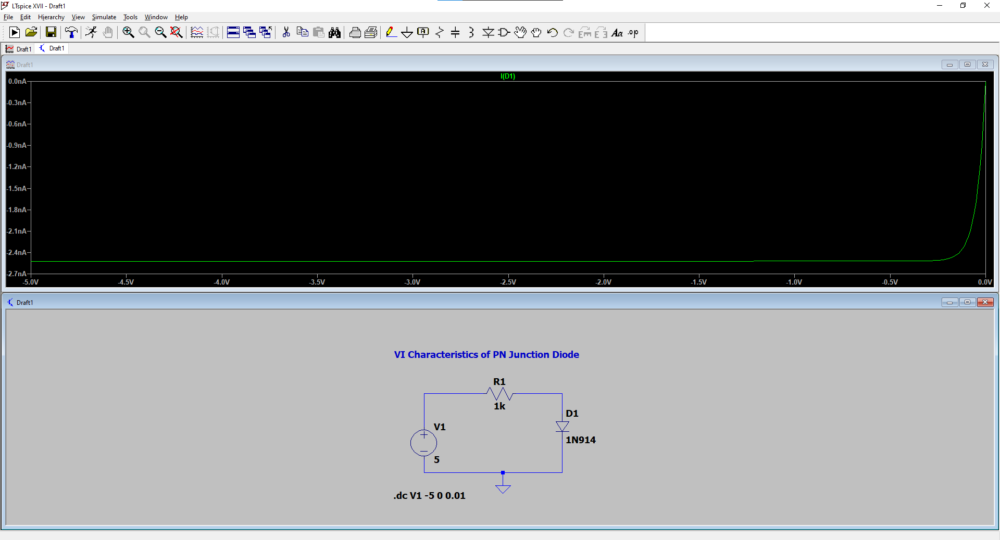 LTspice XVII - Draft1
File Edit Hierarchy View Simulate Tools Window Help
A Aa .op
Draft1 Draft1
Draft1
I(D1)
0.0nA
-0.3nA
-0.6nA
-0.9nA
-1.2nA
-1.5nA
-1.8nA
-2.1nA
-2.4nA
-2.7nA
-5.0V -4.5V -4.0V -3.5V -3.0V -2.5V -2.0V -1.5V -1.0V -0.5V 0.0V
Draft1
VI Characteristics of PN Junction Diode
R1
1k
D1
V1
1N914
5
.dc V1 -5 0 0.01